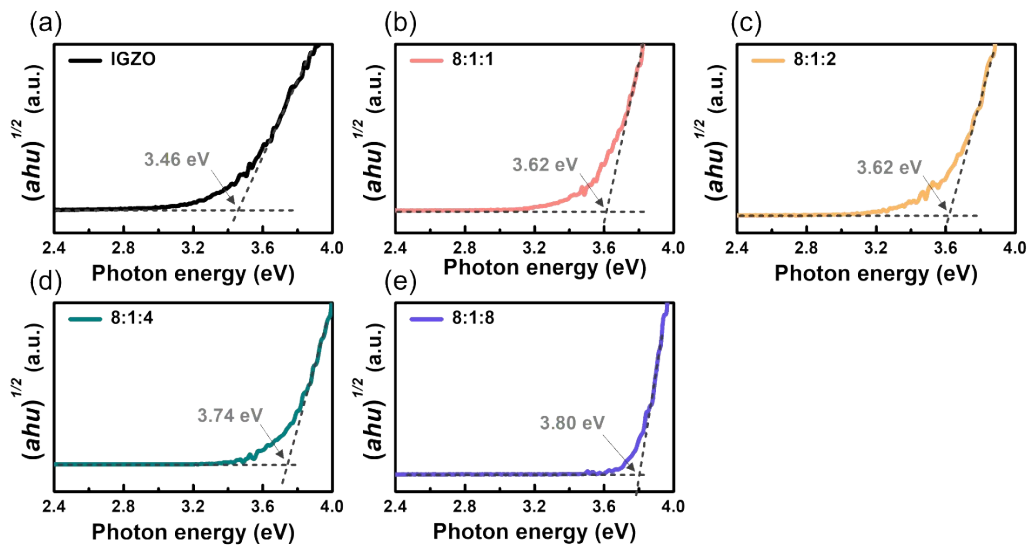 (a)
(ahυ)^1/2 (a.u.)
IGZO
3.46 eV
2.4 2.8 3.2 3.6 4.0
Photon energy (eV)
(b)
(ahυ)^1/2 (a.u.)
8:1:1
3.62 eV
2.4 2.8 3.2 3.6 4.0
Photon energy (eV)
(c)
(ahυ)^1/2 (a.u.)
8:1:2
3.62 eV
2.4 2.8 3.2 3.6 4.0
Photon energy (eV)
(d)
(ahυ)^1/2 (a.u.)
8:1:4
3.74 eV
2.4 2.8 3.2 3.6 4.0
Photon energy (eV)
(e)
(ahυ)^1/2 (a.u.)
8:1:8
3.80 eV
2.4 2.8 3.2 3.6 4.0
Photon energy (eV)